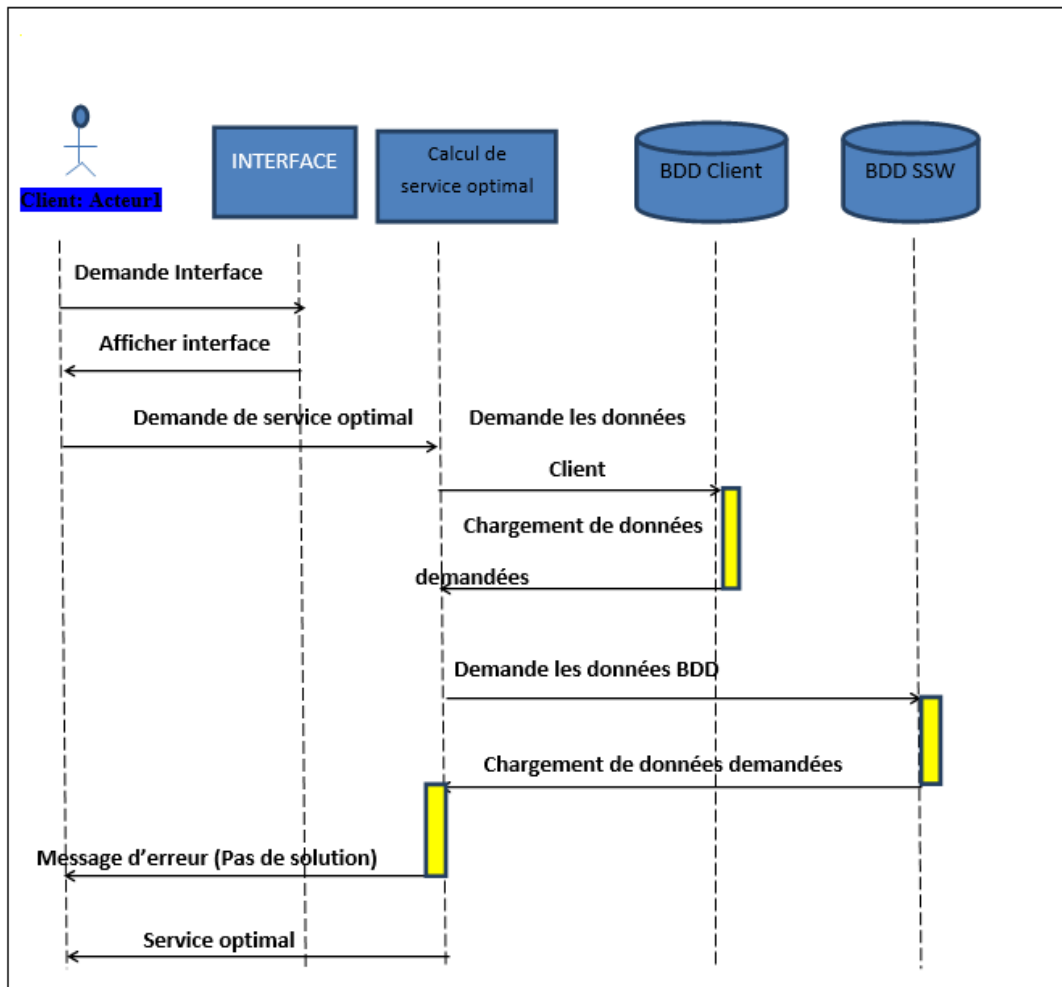 Client: Acteur1
INTERFACE
Calcul de
service optimal
BDD Client
BDD SSW
Demande Interface
Afficher interface
Demande de service optimal
Demande les données
Client
Chargement de données
demandées
Demande les données BDD
Chargement de données demandées
Message d’erreur (Pas de solution)
Service optimal